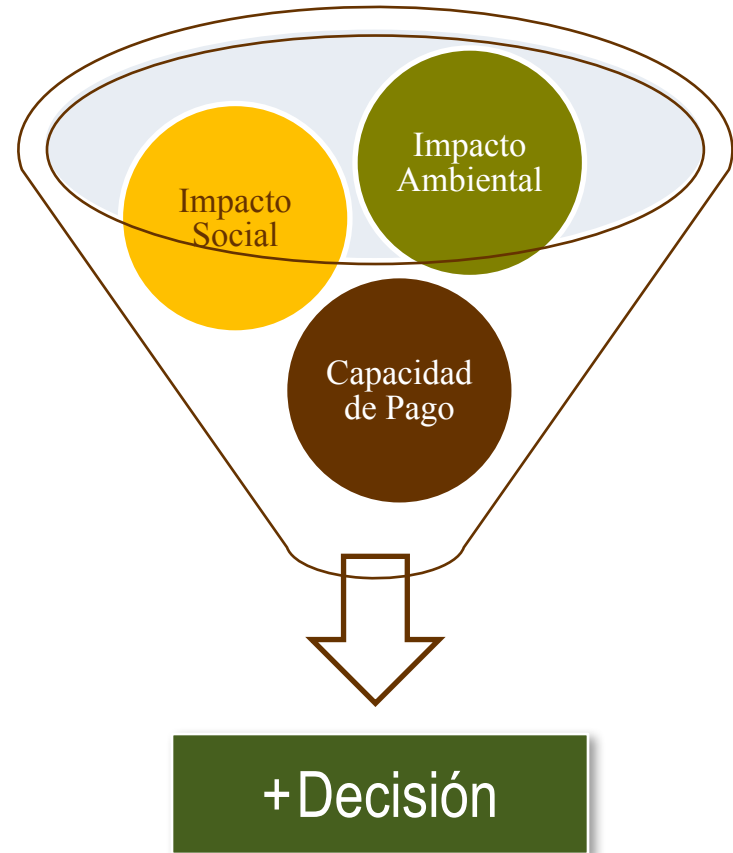 Impacto
Ambiental
Impacto
Social
Capacidad
de Pago
+Decisión